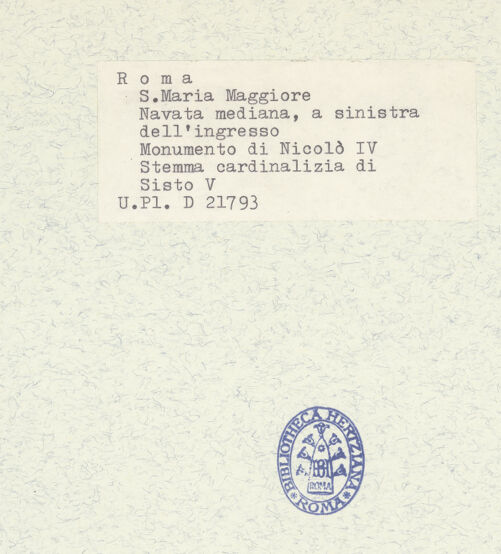 R o m a
S.Maria Maggiore
Navata mediana, a sinistra
dell'ingresso
Monumento di Nicolò IV
Stemma cardinalizia di
Sisto V
U.Pl. D 21793
BIBLIOTHECA HERTZIANA
ROMA
* ROMA *